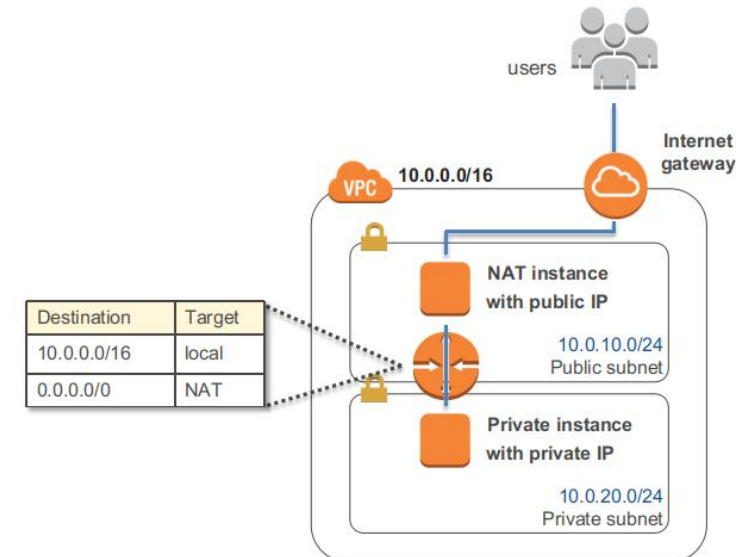 users
Internet
gateway
VPC
10.0.0.0/16
NAT instance
with public IP
10.0.10.0/24
Public subnet
Destination Target
10.0.0.0/16 local
0.0.0.0/0 NAT
Private instance
with private IP
10.0.20.0/24
Private subnet